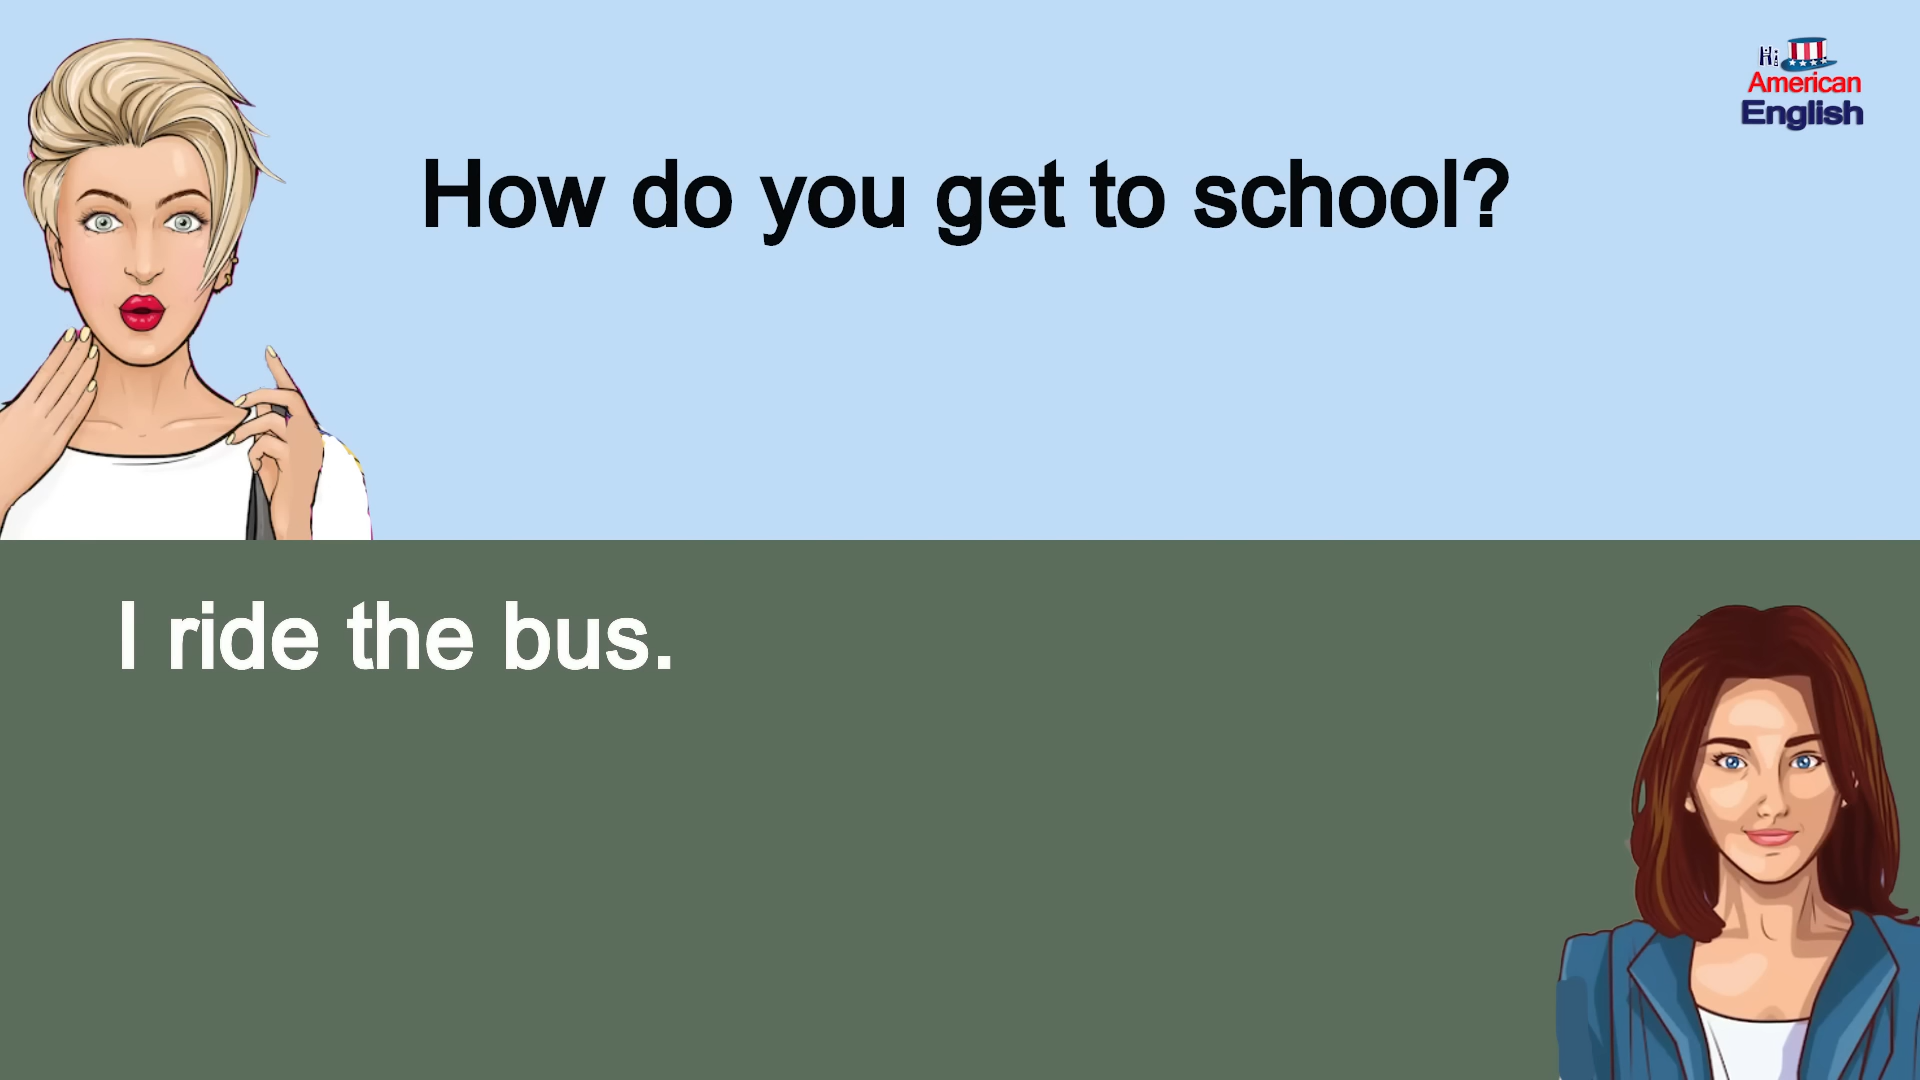 Hi
American
English
How do you get to school?
I ride the bus.